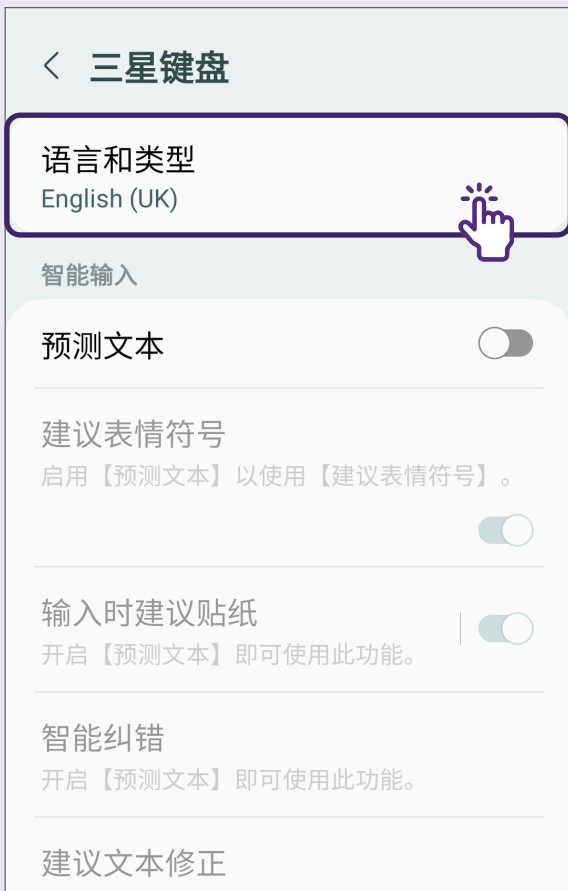 三星键盘
语言和类型
English (UK)
智能输入
预测文本
建议表情符号
启用【预测文本】以使用【建议表情符号】。
输入时建议贴纸
开启【预测文本】即可使用此功能。
智能纠错
开启【预测文本】即可使用此功能。
建议文本修正